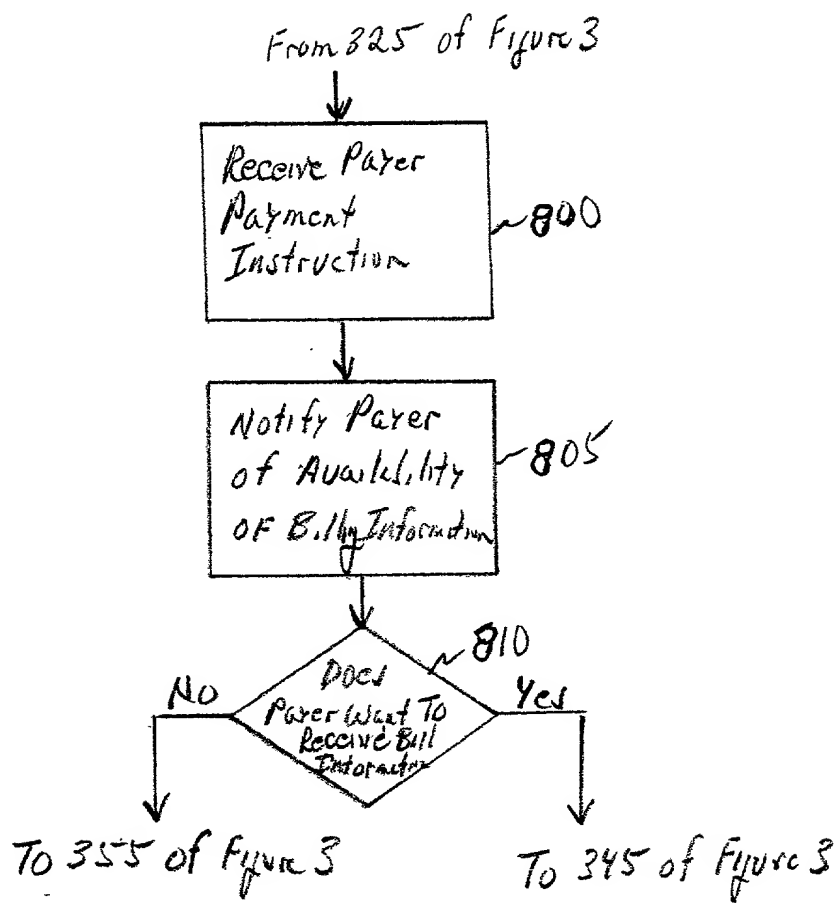 From 325 of Figure 3
Receive Payer
Payment
Instruction
800
Notify Payer
of Availability
of Billing Information
805
810
Does
Payer Want To
Receive Bill
Information
No
Yes
To 355 of Figure 3
To 345 of Figure 3